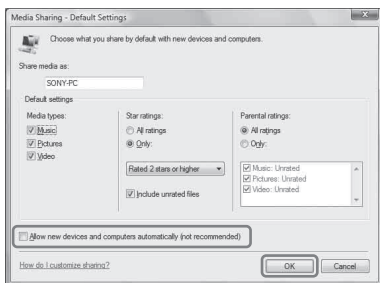 Media Sharing - Default Settings
Choose what you share by default with new devices and computers.
Share media as:
SONY-PC
Default settings
Media types:
Music
Pictures
Video
Star ratings:
All ratings
Only:
Rated 2 stars or higher
Include unrated files
Parental ratings:
All ratings
Only:
Music: Unrated
Pictures: Unrated
Video: Unrated
Allow new devices and computers automatically (not recommended)
How do I customize sharing?
OK Cancel